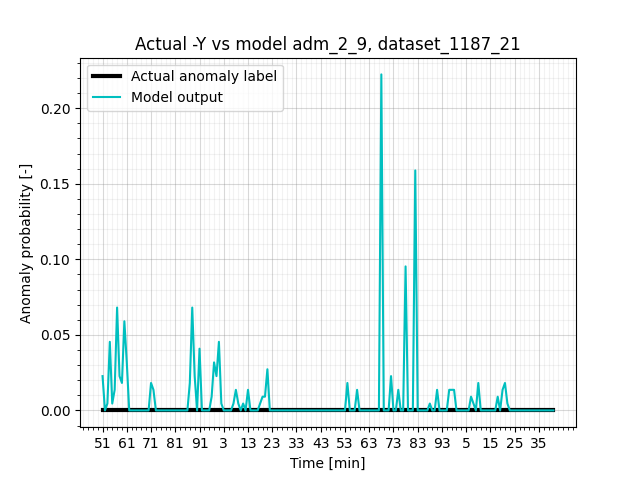 Actual -Y vs model adm_2_9, dataset_1187_21
Actual anomaly label
Model output
0.20
0.15
0.10
0.05
0.00
Anomaly probability [-]
51 61 71 81 91 3 13 23 33 43 53 63 73 83 93 5 15 25 35
Time [min]